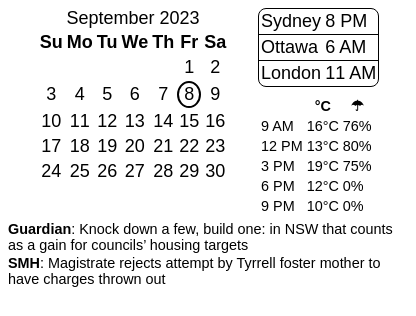 September 2023
Su Mo Tu We Th Fr Sa
1 2
3 4 5 6 7 8 9
10 11 12 13 14 15 16
17 18 19 20 21 22 23
24 25 26 27 28 29 30
Sydney 8 PM
Ottawa 6 AM
London 11 AM
°C ☂
9 AM 16°C 76%
12 PM 13°C 80%
3 PM 19°C 75%
6 PM 12°C 0%
9 PM 10°C 0%
Guardian: Knock down a few, build one: in NSW that counts
as a gain for councils’ housing targets
SMH: Magistrate rejects attempt by Tyrrell foster mother to
have charges thrown out